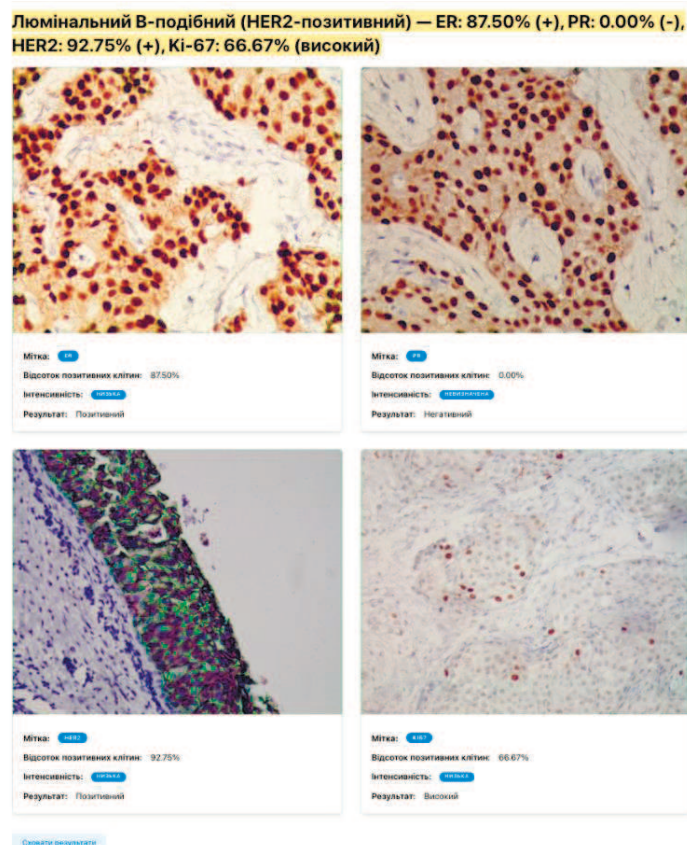 Люмінальний B-подібний (HER2-позитивний) — ER: 87.50% (+), PR: 0.00% (-),
HER2: 92.75% (+), Ki-67: 66.67% (високий)
Мітка: ER
Відсоток позитивних клітин: 87.50%
Інтенсивність: НИЗЬКА
Результат: Позитивний
Мітка: PR
Відсоток позитивних клітин: 0.00%
Інтенсивність: НЕВИЗНАЧЕНА
Результат: Негативний
Мітка: HER2
Відсоток позитивних клітин: 92.75%
Інтенсивність: НИЗЬКА
Результат: Позитивний
Мітка: KI67
Відсоток позитивних клітин: 66.67%
Інтенсивність: НИЗЬКА
Результат: Високий
Сховати результати